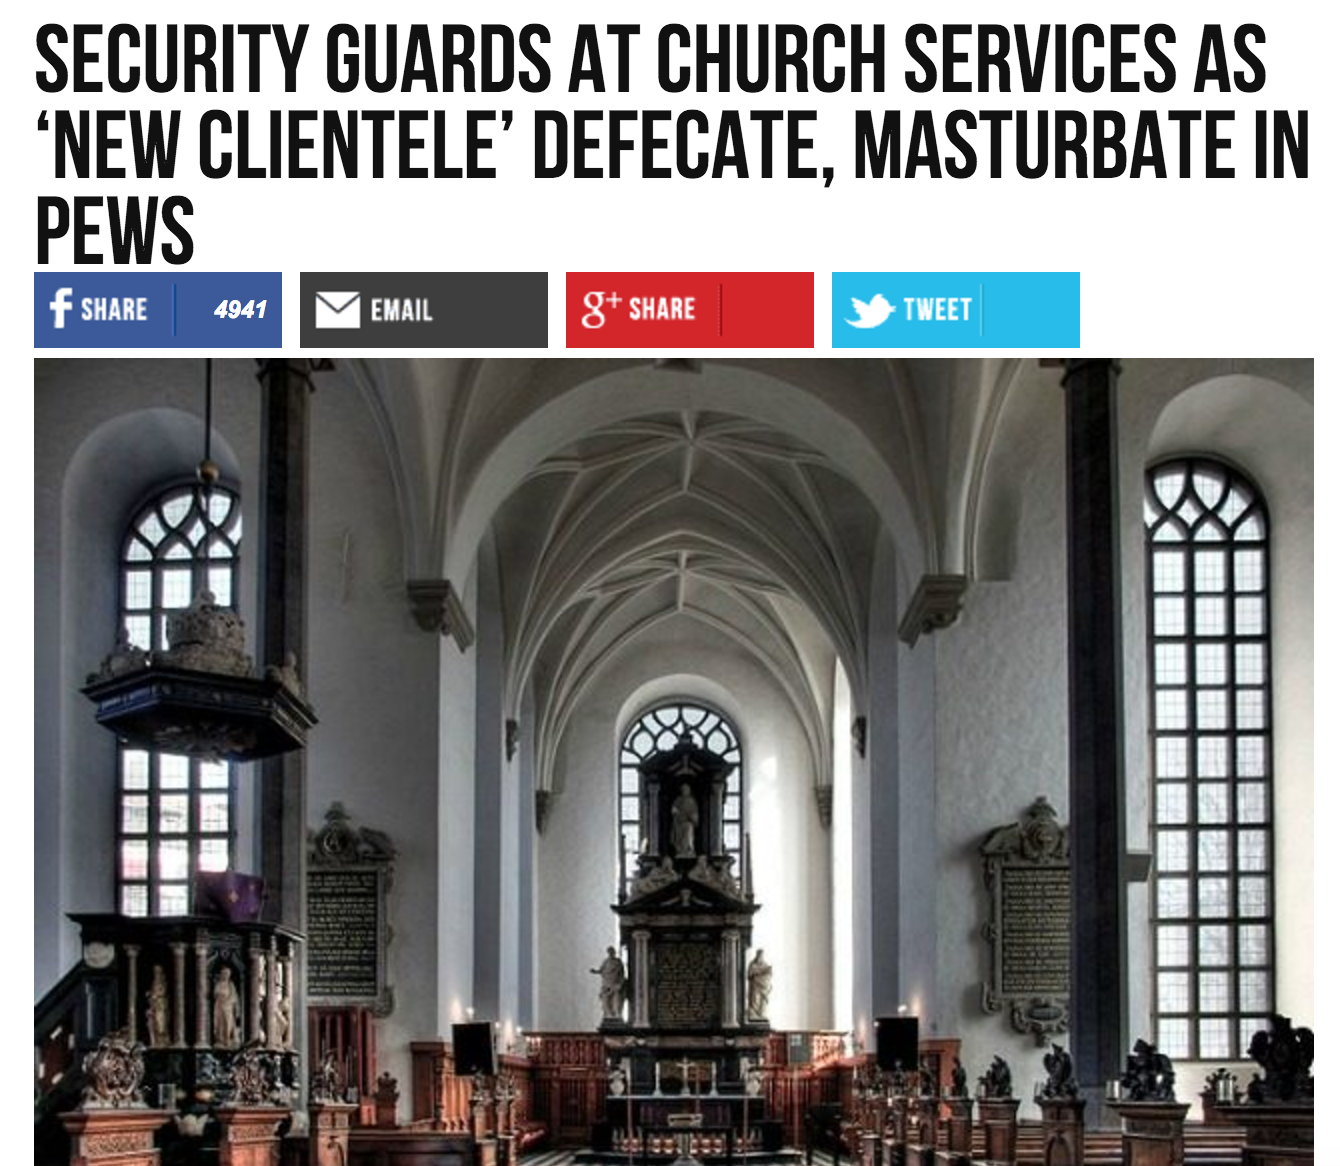 SECURITY GUARDS AT CHURCH SERVICES AS
‘NEW CLIENTELE’ DEFECATE, MASTURBATE IN
PEWS
f SHARE 4941 EMAIL g+ SHARE TWEET